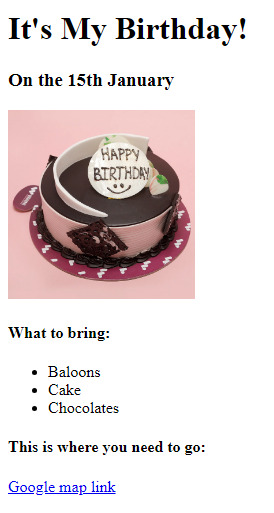 It's My Birthday!
On the 15th January
HAPPY
BIRTHDAY
What to bring:
Baloons
Cake
Chocolates
This is where you need to go:
Google map link